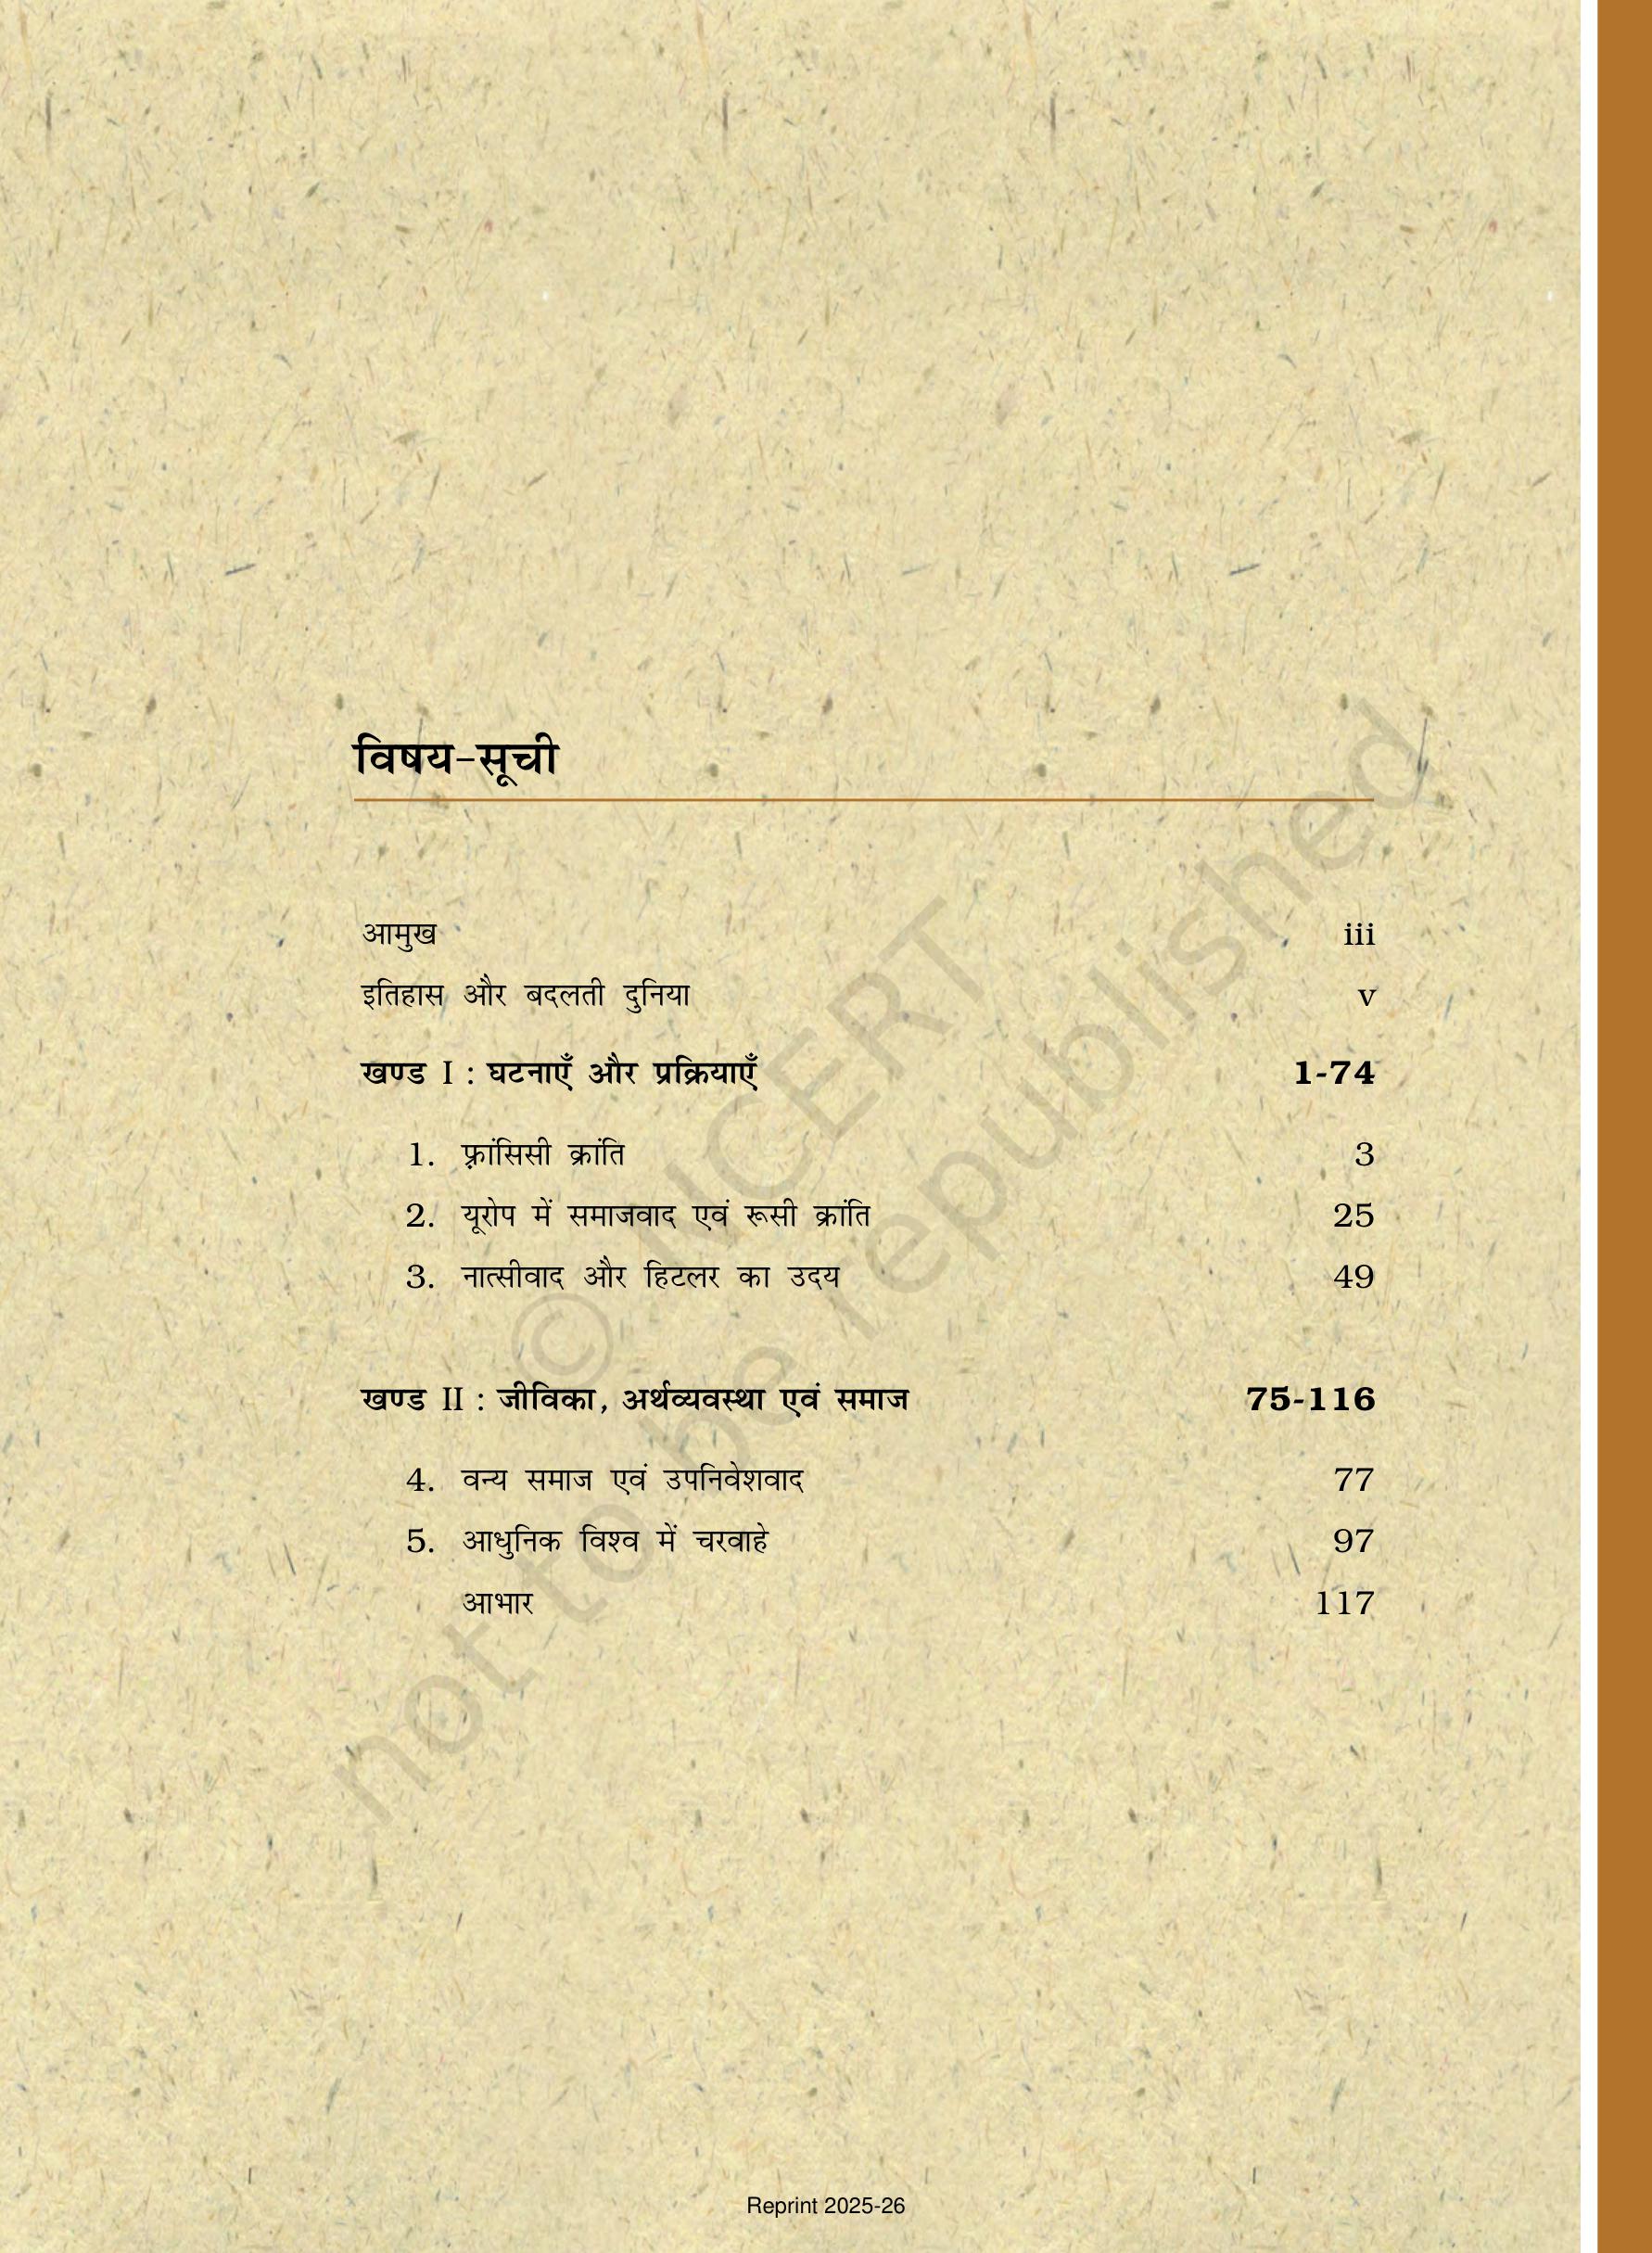 विषय-सूची
आमुख iii
इतिहास और बदलती दुनिया v
खण्ड I : घटनाएँ और प्रक्रियाएँ 1-74
1. फ़्रांसिसी क्रांति 3
2. यूरोप में समाजवाद एवं रूसी क्रांति 25
3. नात्सीवाद और हिटलर का उदय 49
खण्ड II : जीविका, अर्थव्यवस्था एवं समाज 75-116
4. वन्य समाज एवं उपनिवेशवाद 77
5. आधुनिक विश्व में चरवाहे 97
आभार 117
© NCERT
not to be republished
Reprint 2025-26